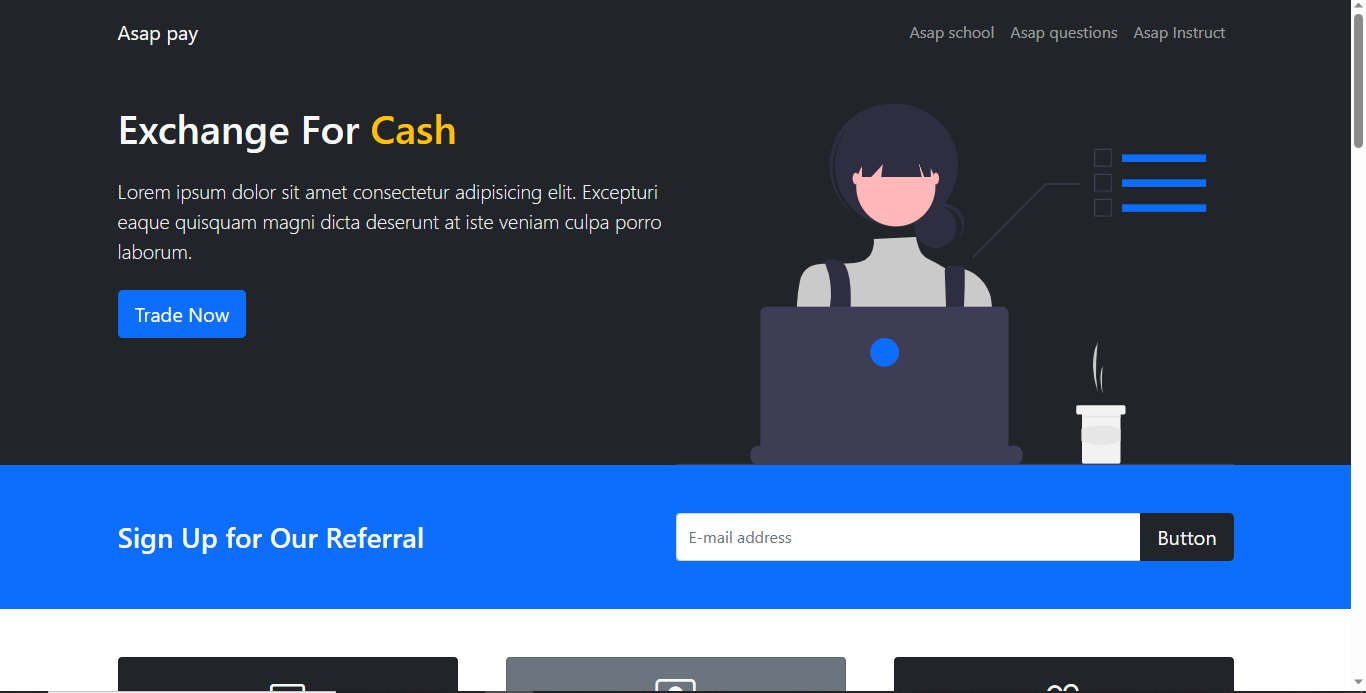 Asap pay
Asap school Asap questions Asap Instruct
Exchange For Cash
Lorem ipsum dolor sit amet consectetur adipisicing elit. Excepturi
eaque quisquam magni dicta deserunt at iste veniam culpa porro
laborum.
Trade Now
Sign Up for Our Referral
E-mail address
Button